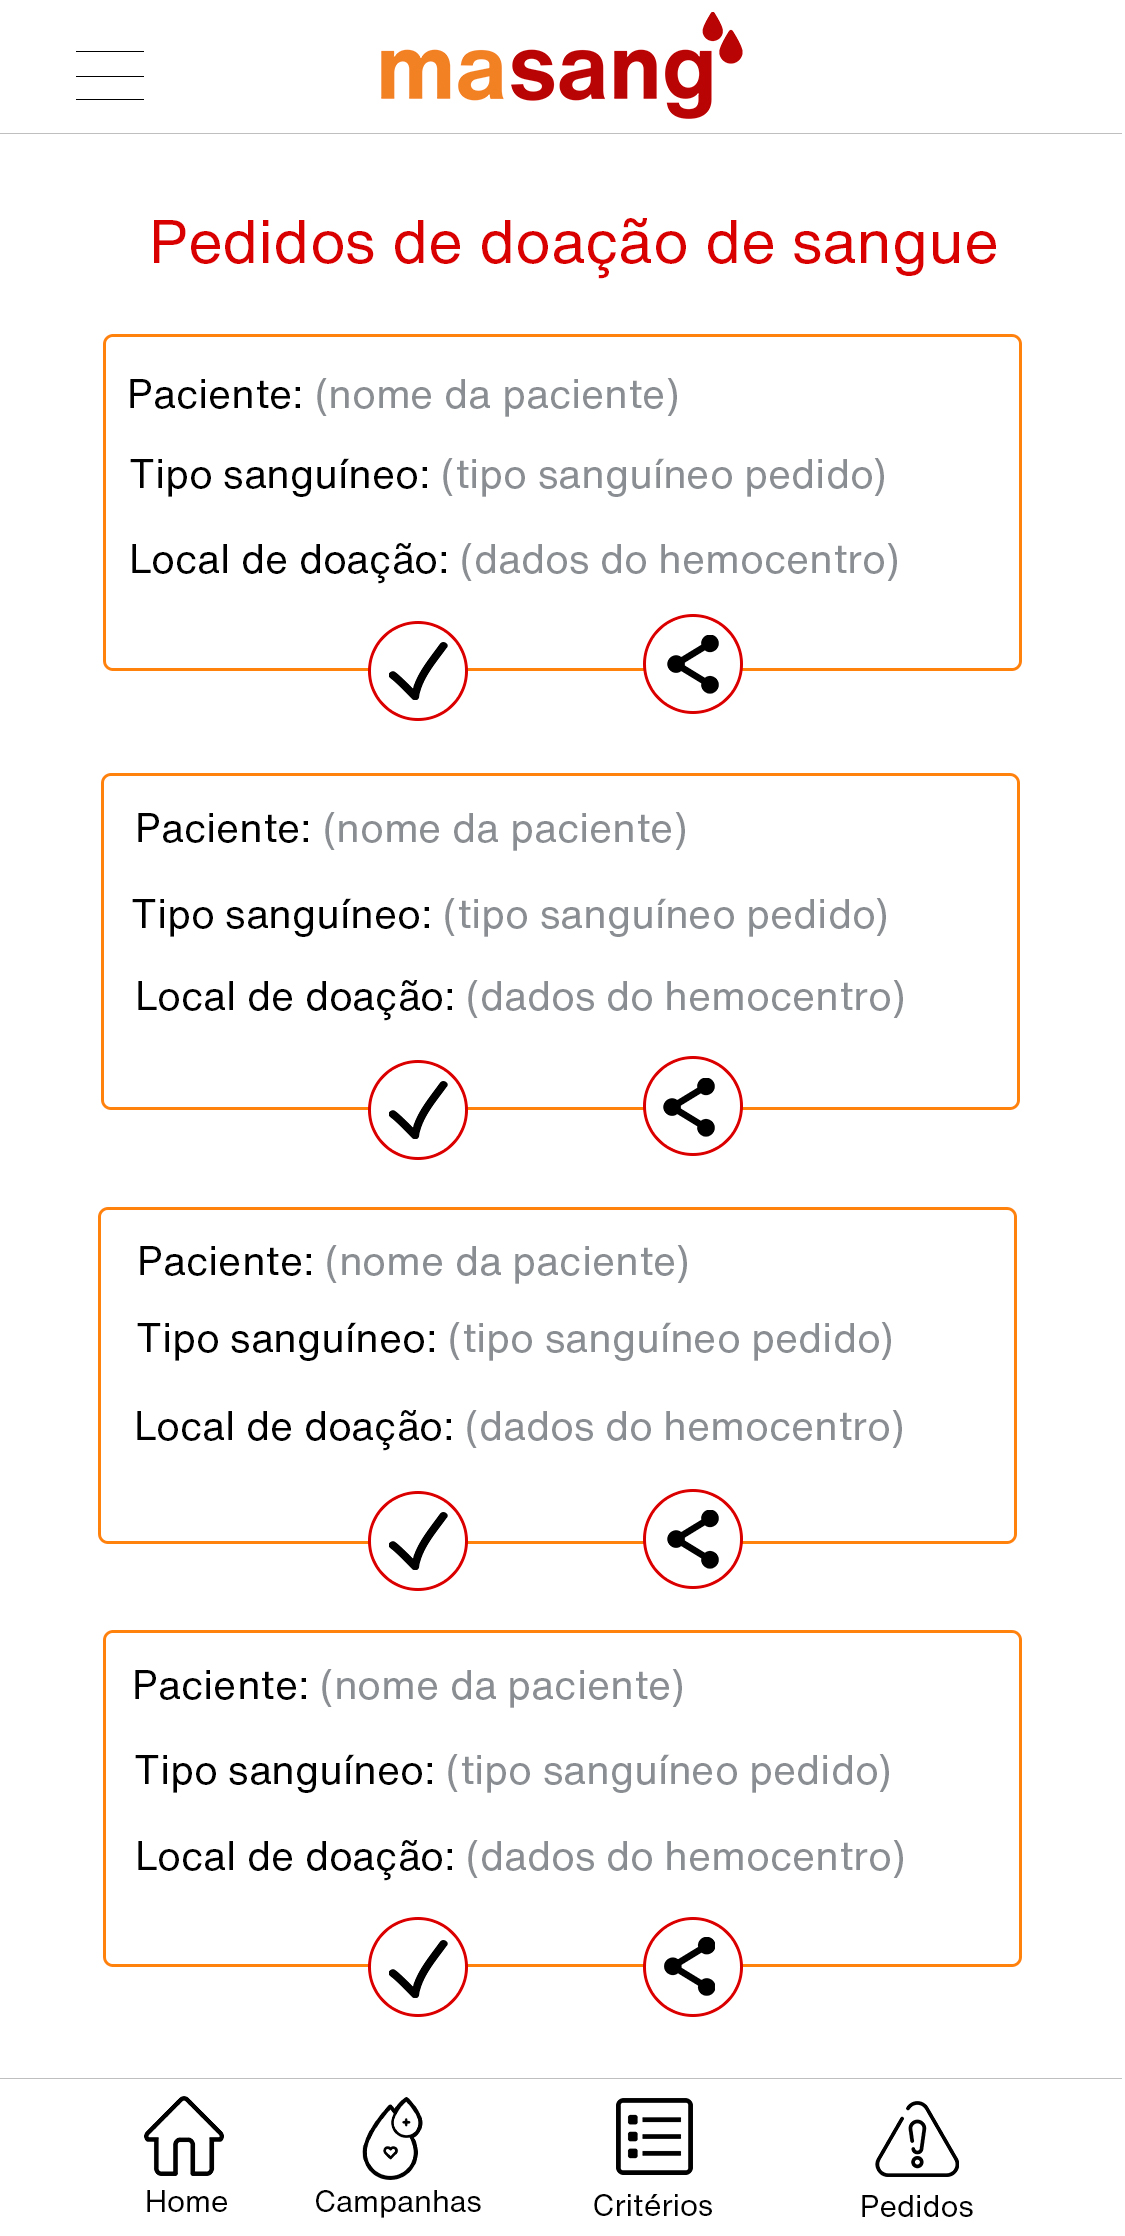 masang
Pedidos de doação de sangue
Paciente: (nome da paciente)
Tipo sanguíneo: (tipo sanguíneo pedido)
Local de doação: (dados do hemocentro)
Paciente: (nome da paciente)
Tipo sanguíneo: (tipo sanguíneo pedido)
Local de doação: (dados do hemocentro)
Paciente: (nome da paciente)
Tipo sanguíneo: (tipo sanguíneo pedido)
Local de doação: (dados do hemocentro)
Paciente: (nome da paciente)
Tipo sanguíneo: (tipo sanguíneo pedido)
Local de doação: (dados do hemocentro)
Home Campanhas Critérios Pedidos